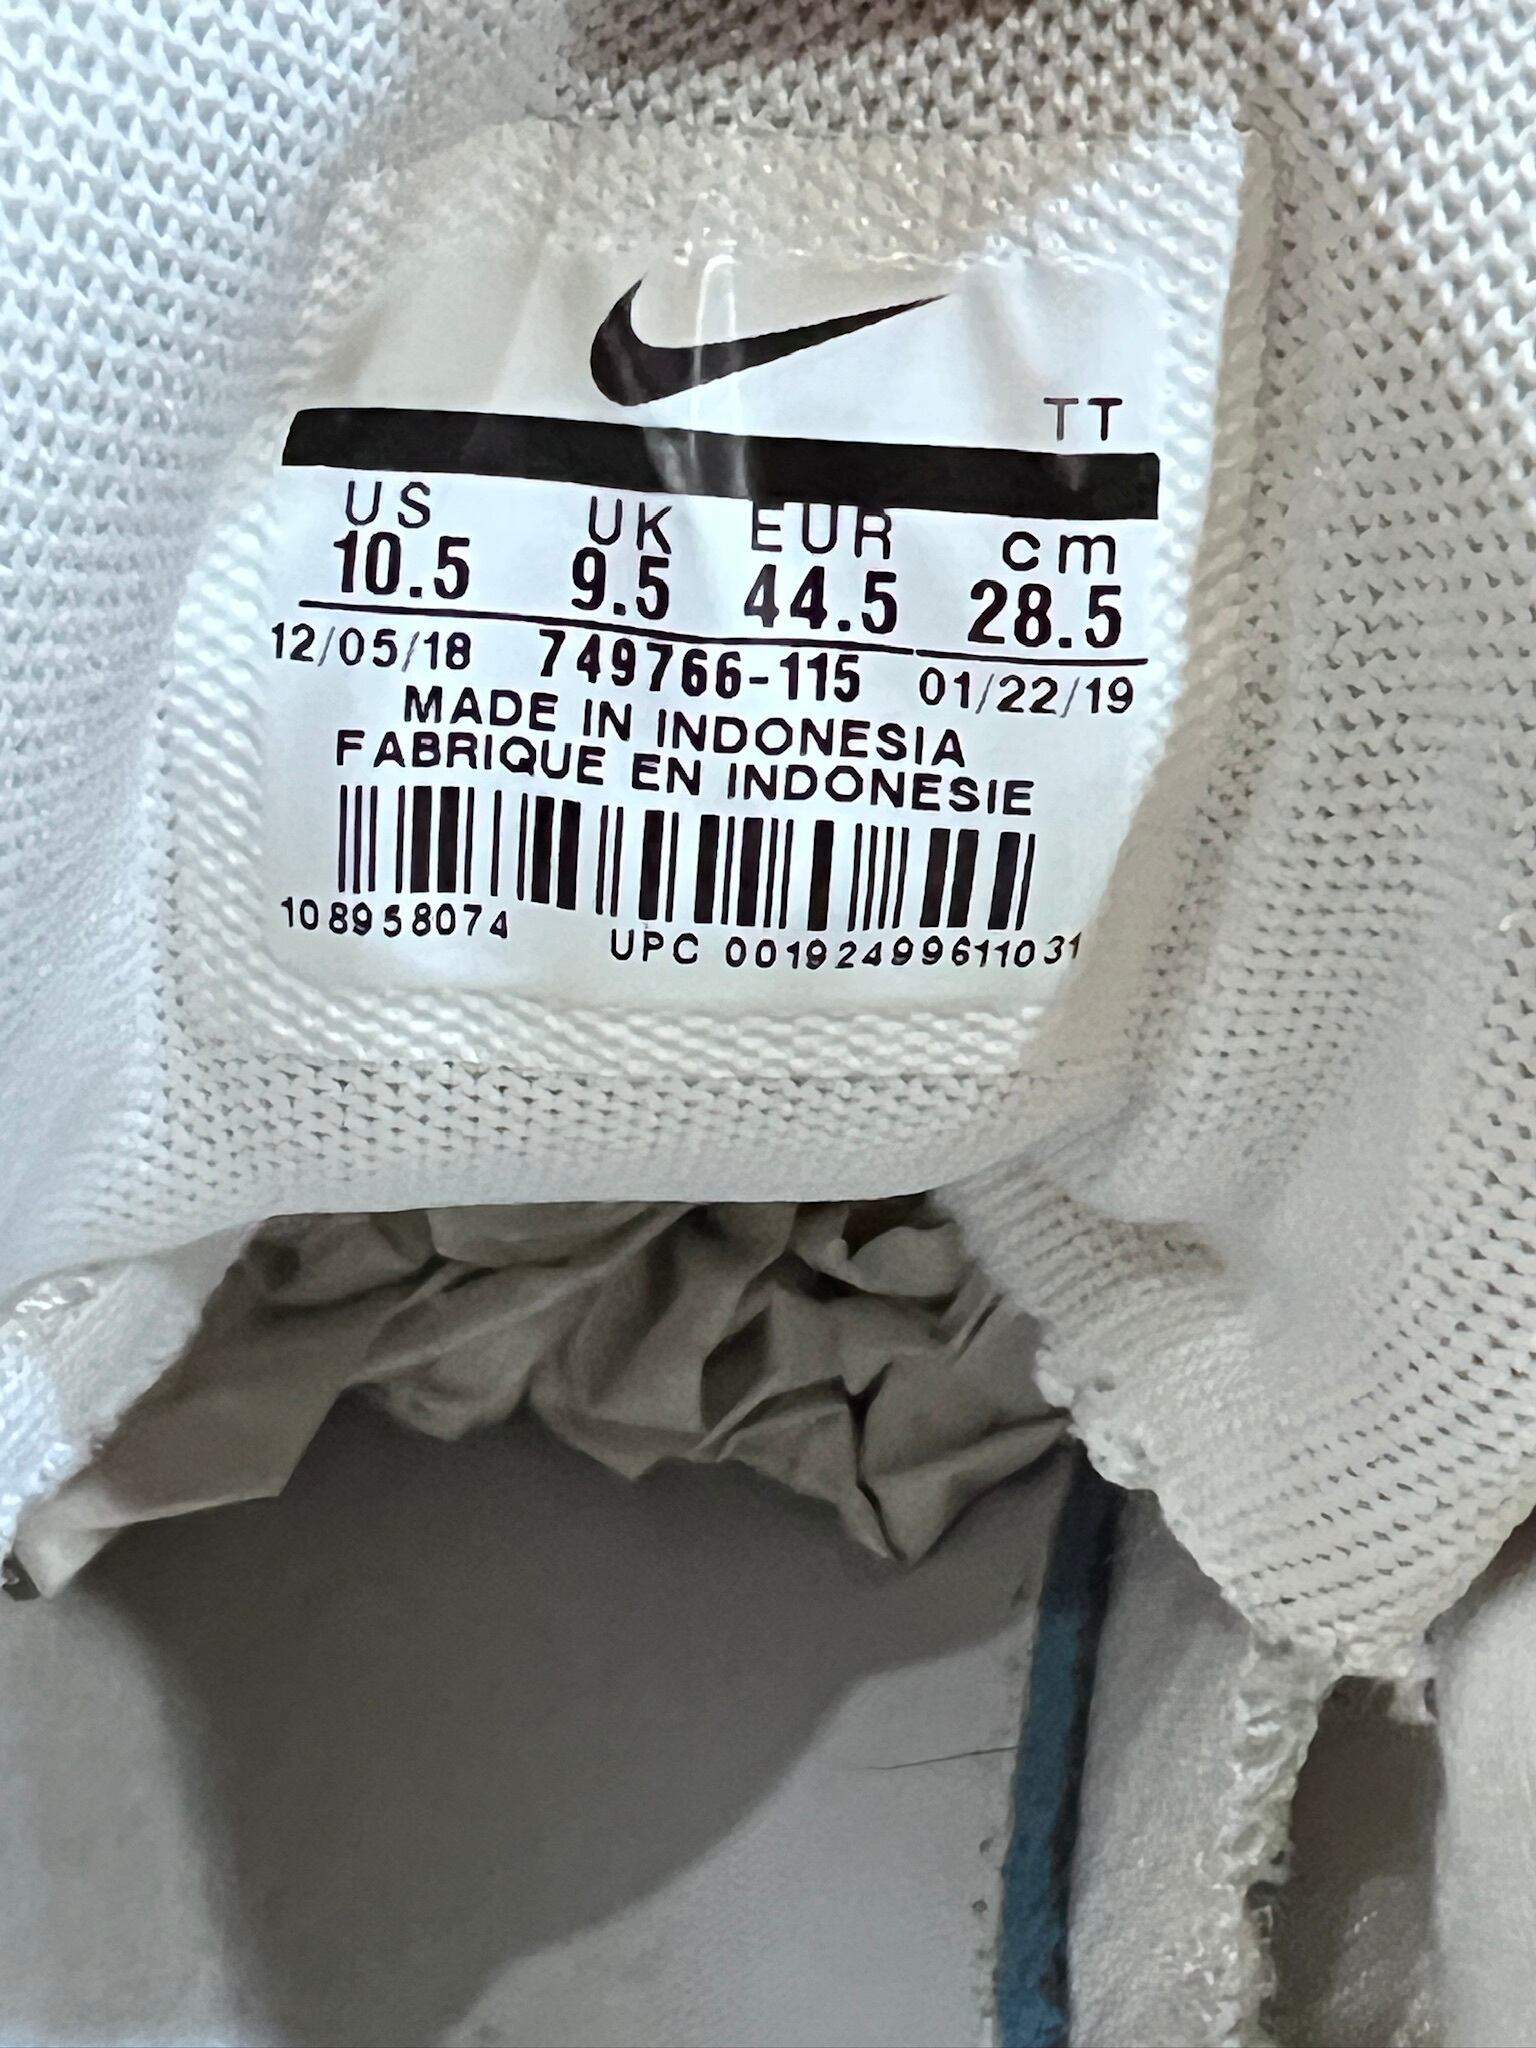 TT
US UK EUR cm
10.5 9.5 44.5 28.5
12/05/18 749766-115 01/22/19
MADE IN INDONESIA
FABRIQUE EN INDONESIE
108958074
UPC 00192499611031